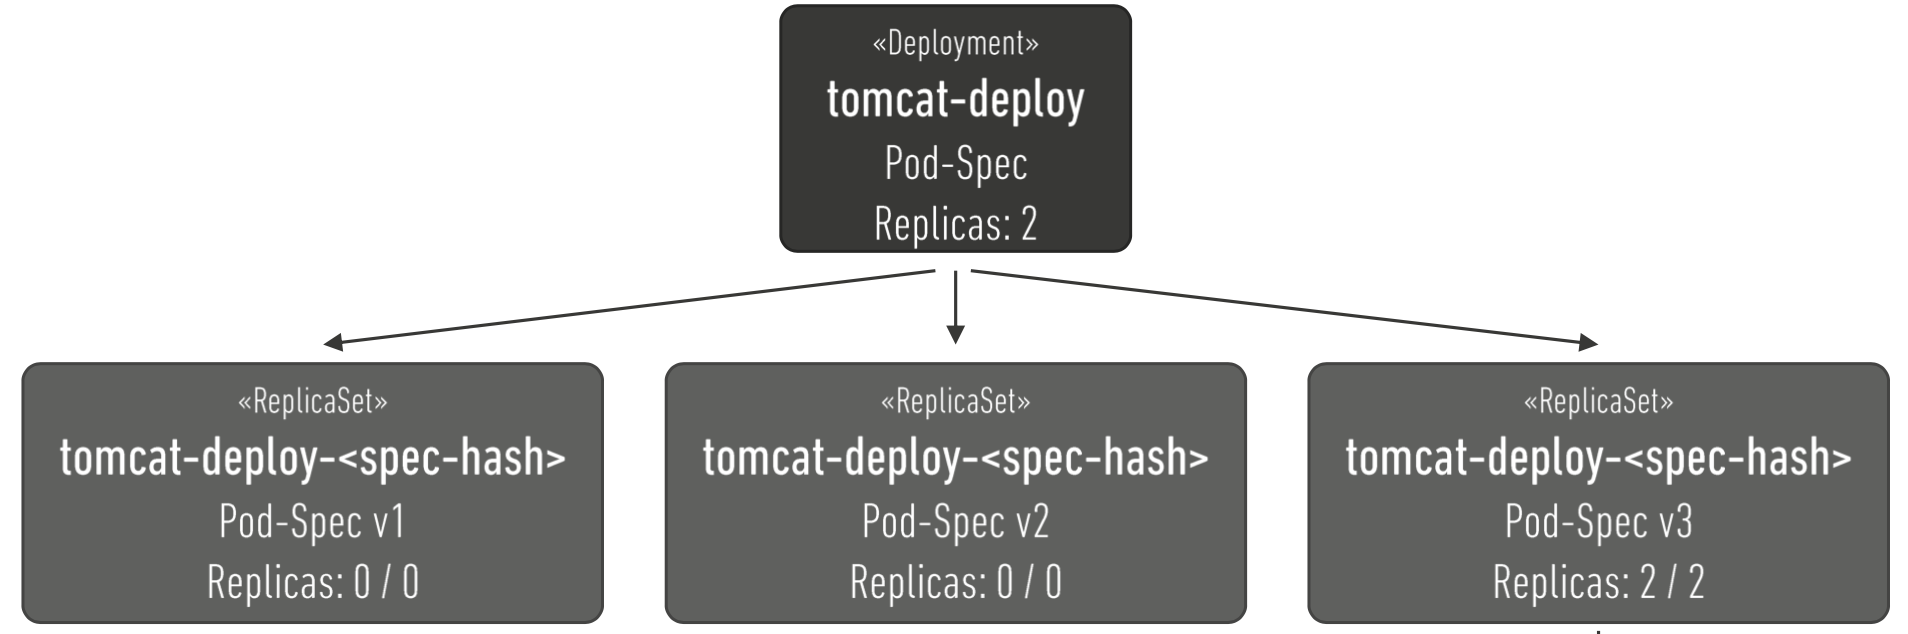 «Deployment»
tomcat-deploy
Pod-Spec
Replicas: 2
«ReplicaSet»
tomcat-deploy-<spec-hash>
Pod-Spec v1
Replicas: 0 / 0
«ReplicaSet»
tomcat-deploy-<spec-hash>
Pod-Spec v2
Replicas: 0 / 0
«ReplicaSet»
tomcat-deploy-<spec-hash>
Pod-Spec v3
Replicas: 2 / 2